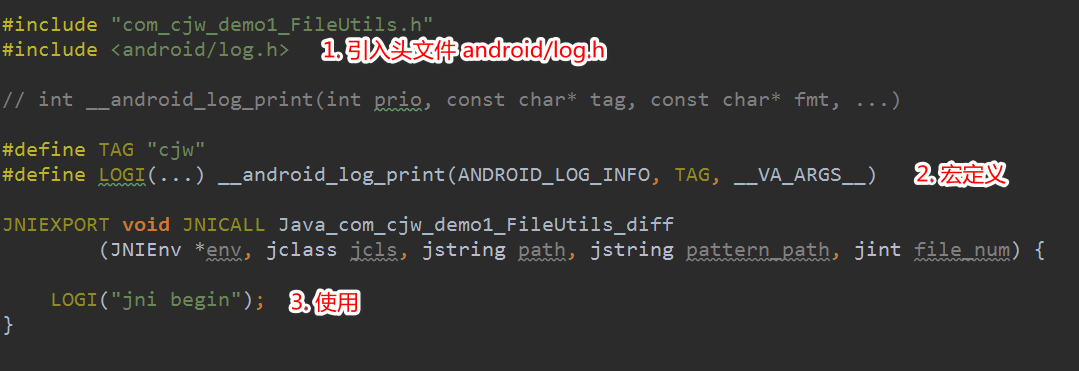 #include "com_cjw_demo1_FileUtils.h"
#include <android/log.h> 1. 引入头文件 android/log.h
// int __android_log_print(int prio, const char* tag, const char* fmt, ...)
#define TAG "cjw"
#define LOGI(...) __android_log_print(ANDROID_LOG_INFO, TAG, __VA_ARGS__) 2. 宏定义
JNIEXPORT void JNICALL Java_com_cjw_demo1_FileUtils_diff
(JNIEnv *env, jclass jcls, jstring path, jstring pattern_path, jint file_num) {
LOGI("jni begin"); 3. 使用
}